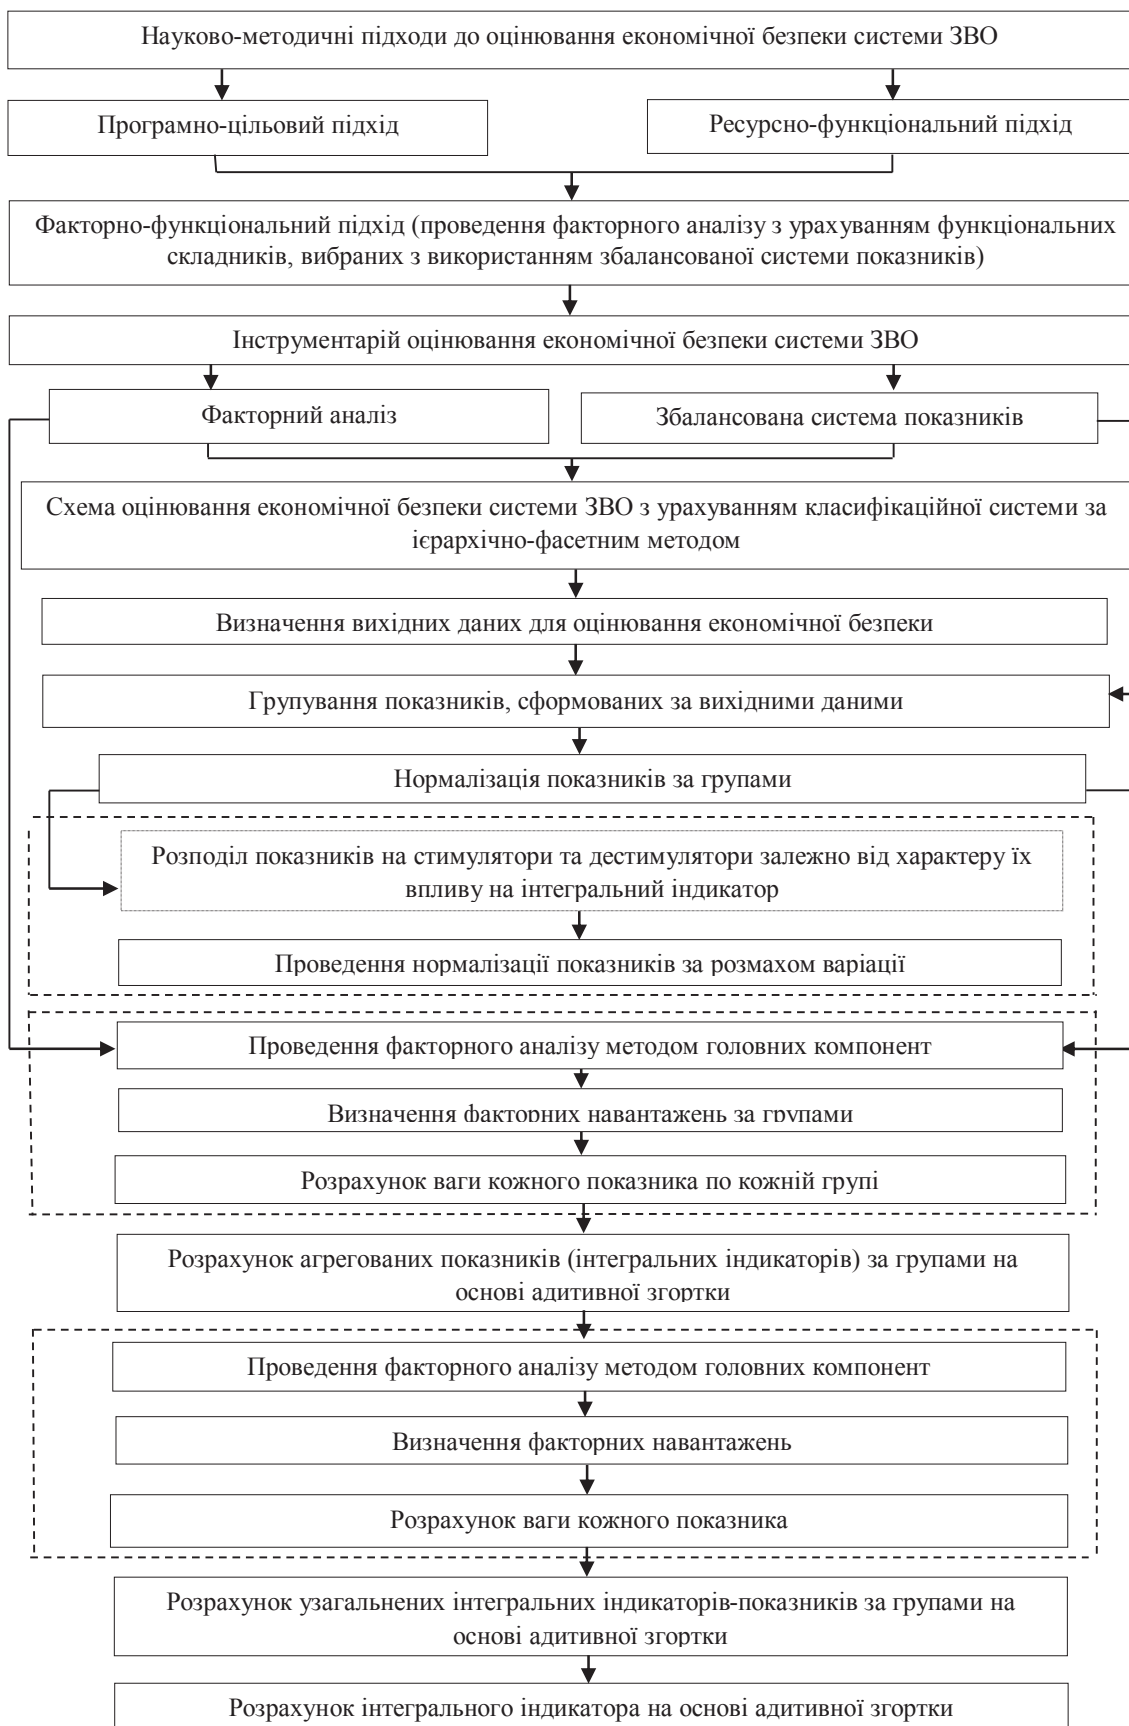 Науково-методичні підходи до оцінювання економічної безпеки системи ЗВО
Програмно-цільовий підхід
Ресурсно-функціональний підхід
Факторно-функціональний підхід (проведення факторного аналізу з урахуванням функціональних
складників, вибраних з використанням збалансованої системи показників)
Інструментарій оцінювання економічної безпеки системи ЗВО
Факторний аналіз
Збалансована система показників
Схема оцінювання економічної безпеки системи ЗВО з урахуванням класифікаційної системи за
ієрархічно-фасетним методом
Визначення вихідних даних для оцінювання економічної безпеки
Групування показників, сформованих за вихідними даними
Нормалізація показників за групами
Розподіл показників на стимулятори та дестимулятори залежно від характеру їх
впливу на інтегральний індикатор
Проведення нормалізації показників за розмахом варіації
Проведення факторного аналізу методом головних компонент
Визначення факторних навантажень за групами
Розрахунок ваги кожного показника по кожній групі
Розрахунок агрегованих показників (інтегральних індикаторів) за групами на
основі адитивної згортки
Проведення факторного аналізу методом головних компонент
Визначення факторних навантажень
Розрахунок ваги кожного показника
Розрахунок узагальнених інтегральних індикаторів-показників за групами на
основі адитивної згортки
Розрахунок інтегрального індикатора на основі адитивної згортки